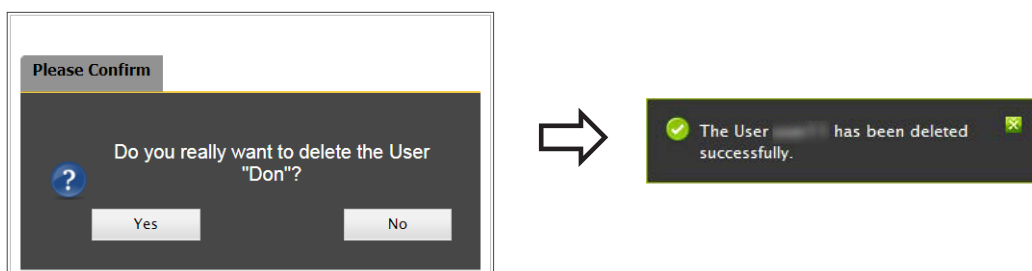 Please Confirm
Do you really want to delete the User
"Don"?
Yes
No
The User has been deleted
successfully.